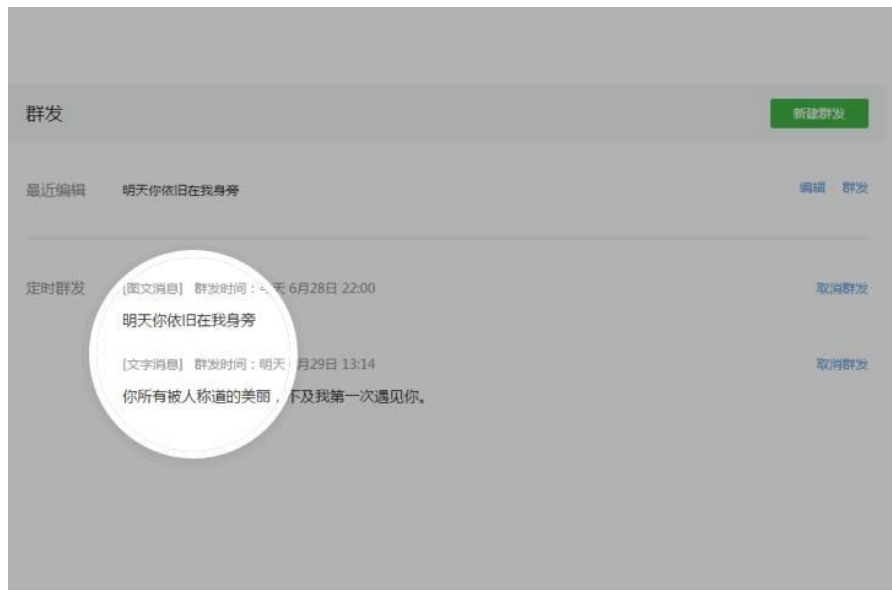 群发 新建群发
最近编辑 明天你依旧在我身旁 编辑 群发
定时群发 [图文消息] 群发时间：今天 6月28日 22:00 取消群发
明天你依旧在我身旁
[文字消息] 群发时间：明天 6月29日 13:14 取消群发
你所有被人称道的美丽，不及我第一次遇见你。